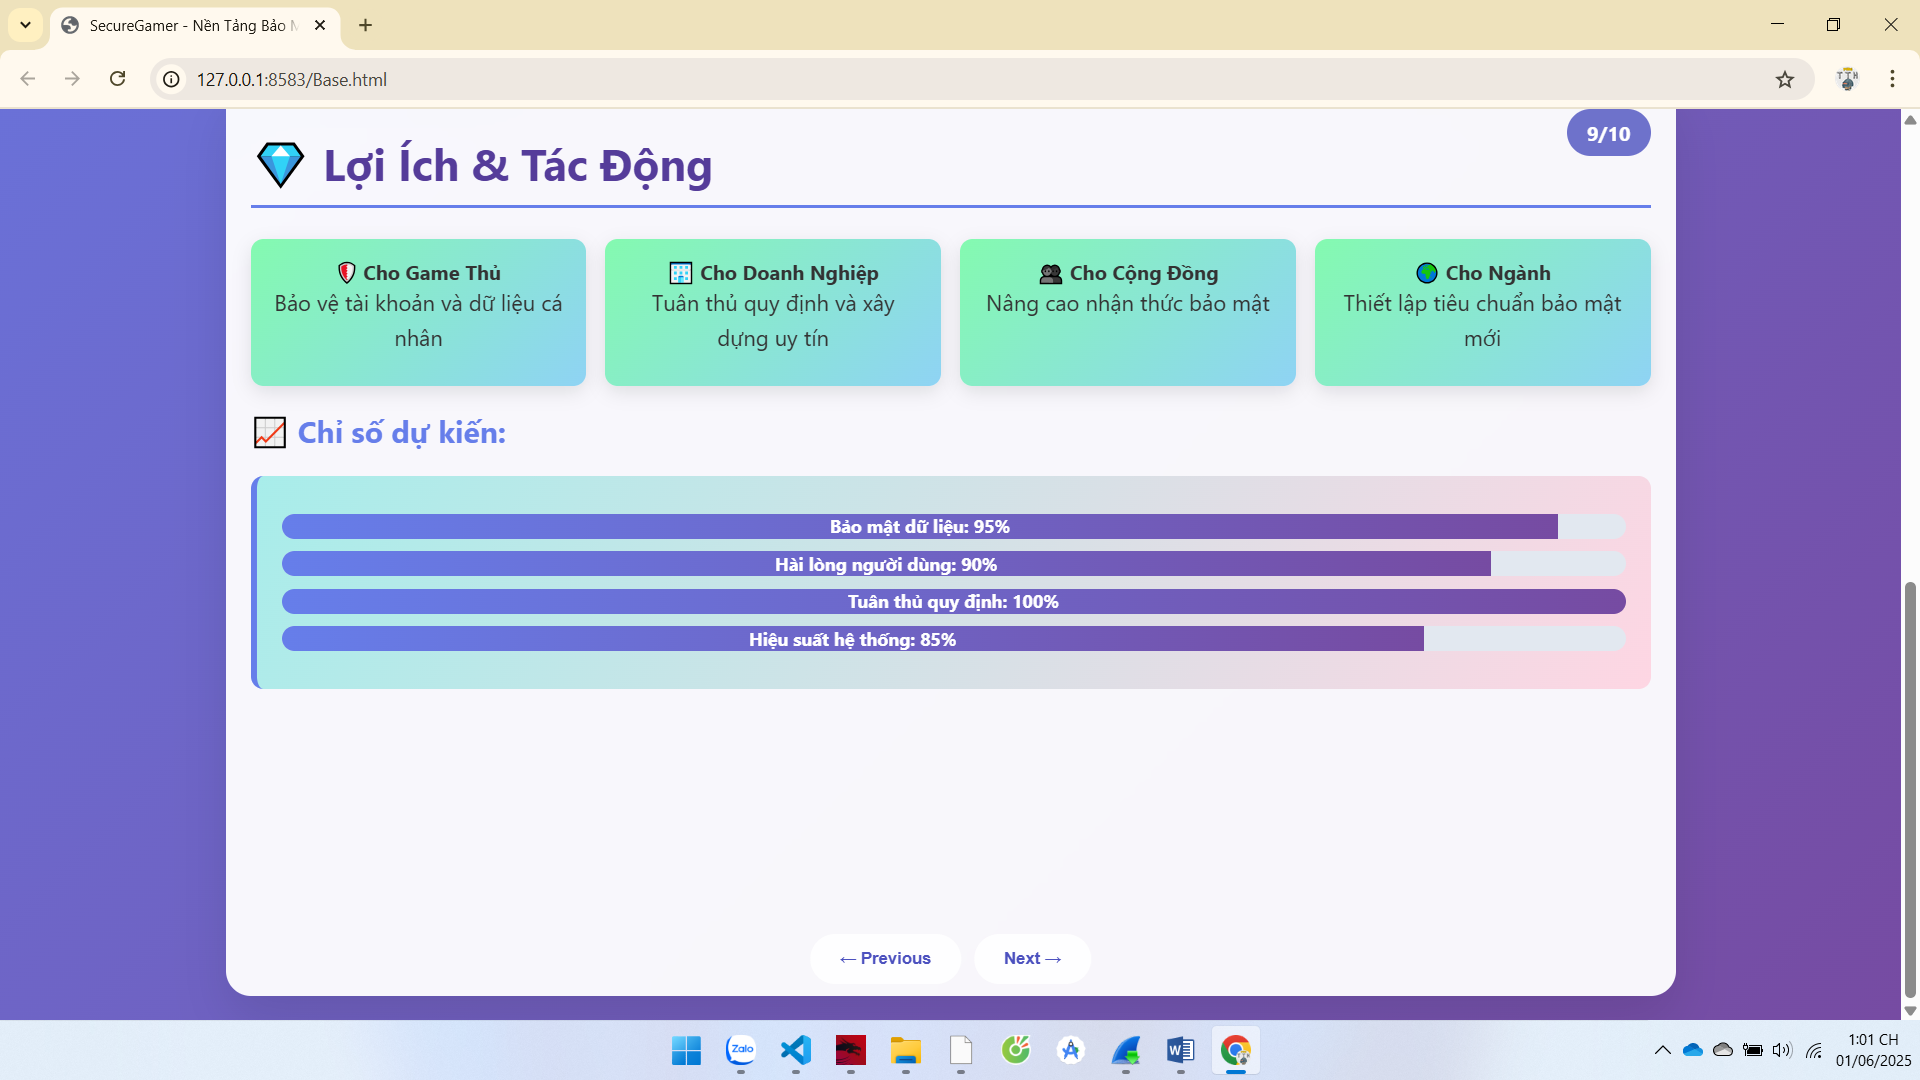 SecureGamer - Nền Tảng Bảo M
127.0.0.1:8583/Base.html
9/10
Lợi Ích & Tác Động
Cho Game Thủ
Bảo vệ tài khoản và dữ liệu cá
nhân
Cho Doanh Nghiệp
Tuân thủ quy định và xây
dựng uy tín
Cho Cộng Đồng
Nâng cao nhận thức bảo mật
Cho Ngành
Thiết lập tiêu chuẩn bảo mật
mới
Chỉ số dự kiến:
Bảo mật dữ liệu: 95%
Hài lòng người dùng: 90%
Tuân thủ quy định: 100%
Hiệu suất hệ thống: 85%
← Previous
Next →
Zalo
1:01 CH
01/06/2025